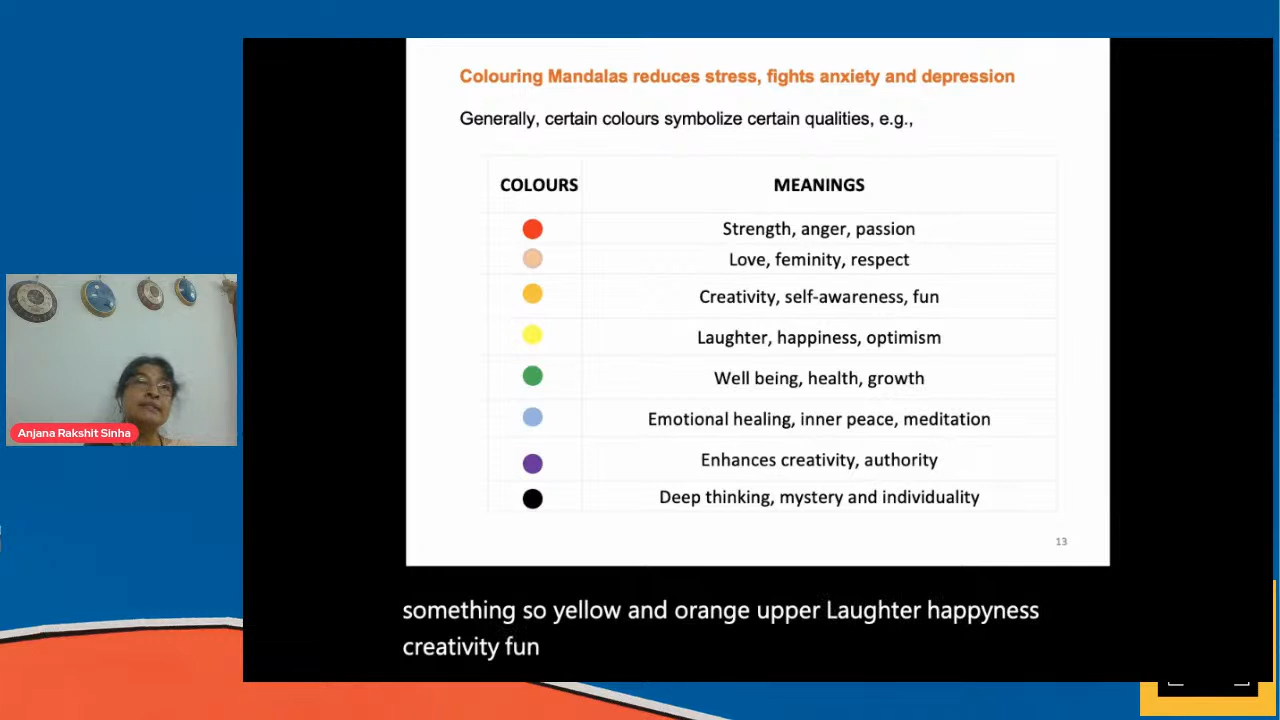 Colouring Mandalas reduces stress, fights anxiety and depression
Generally, certain colours symbolize certain qualities, e.g.,
COLOURS MEANINGS
Strength, anger, passion
Love, feminity, respect
Creativity, self-awareness, fun
Laughter, happiness, optimism
Well being, health, growth
Emotional healing, inner peace, meditation
Enhances creativity, authority
Deep thinking, mystery and individuality
13
Anjana Rakshit Sinha
something so yellow and orange upper Laughter happyness
creativity fun